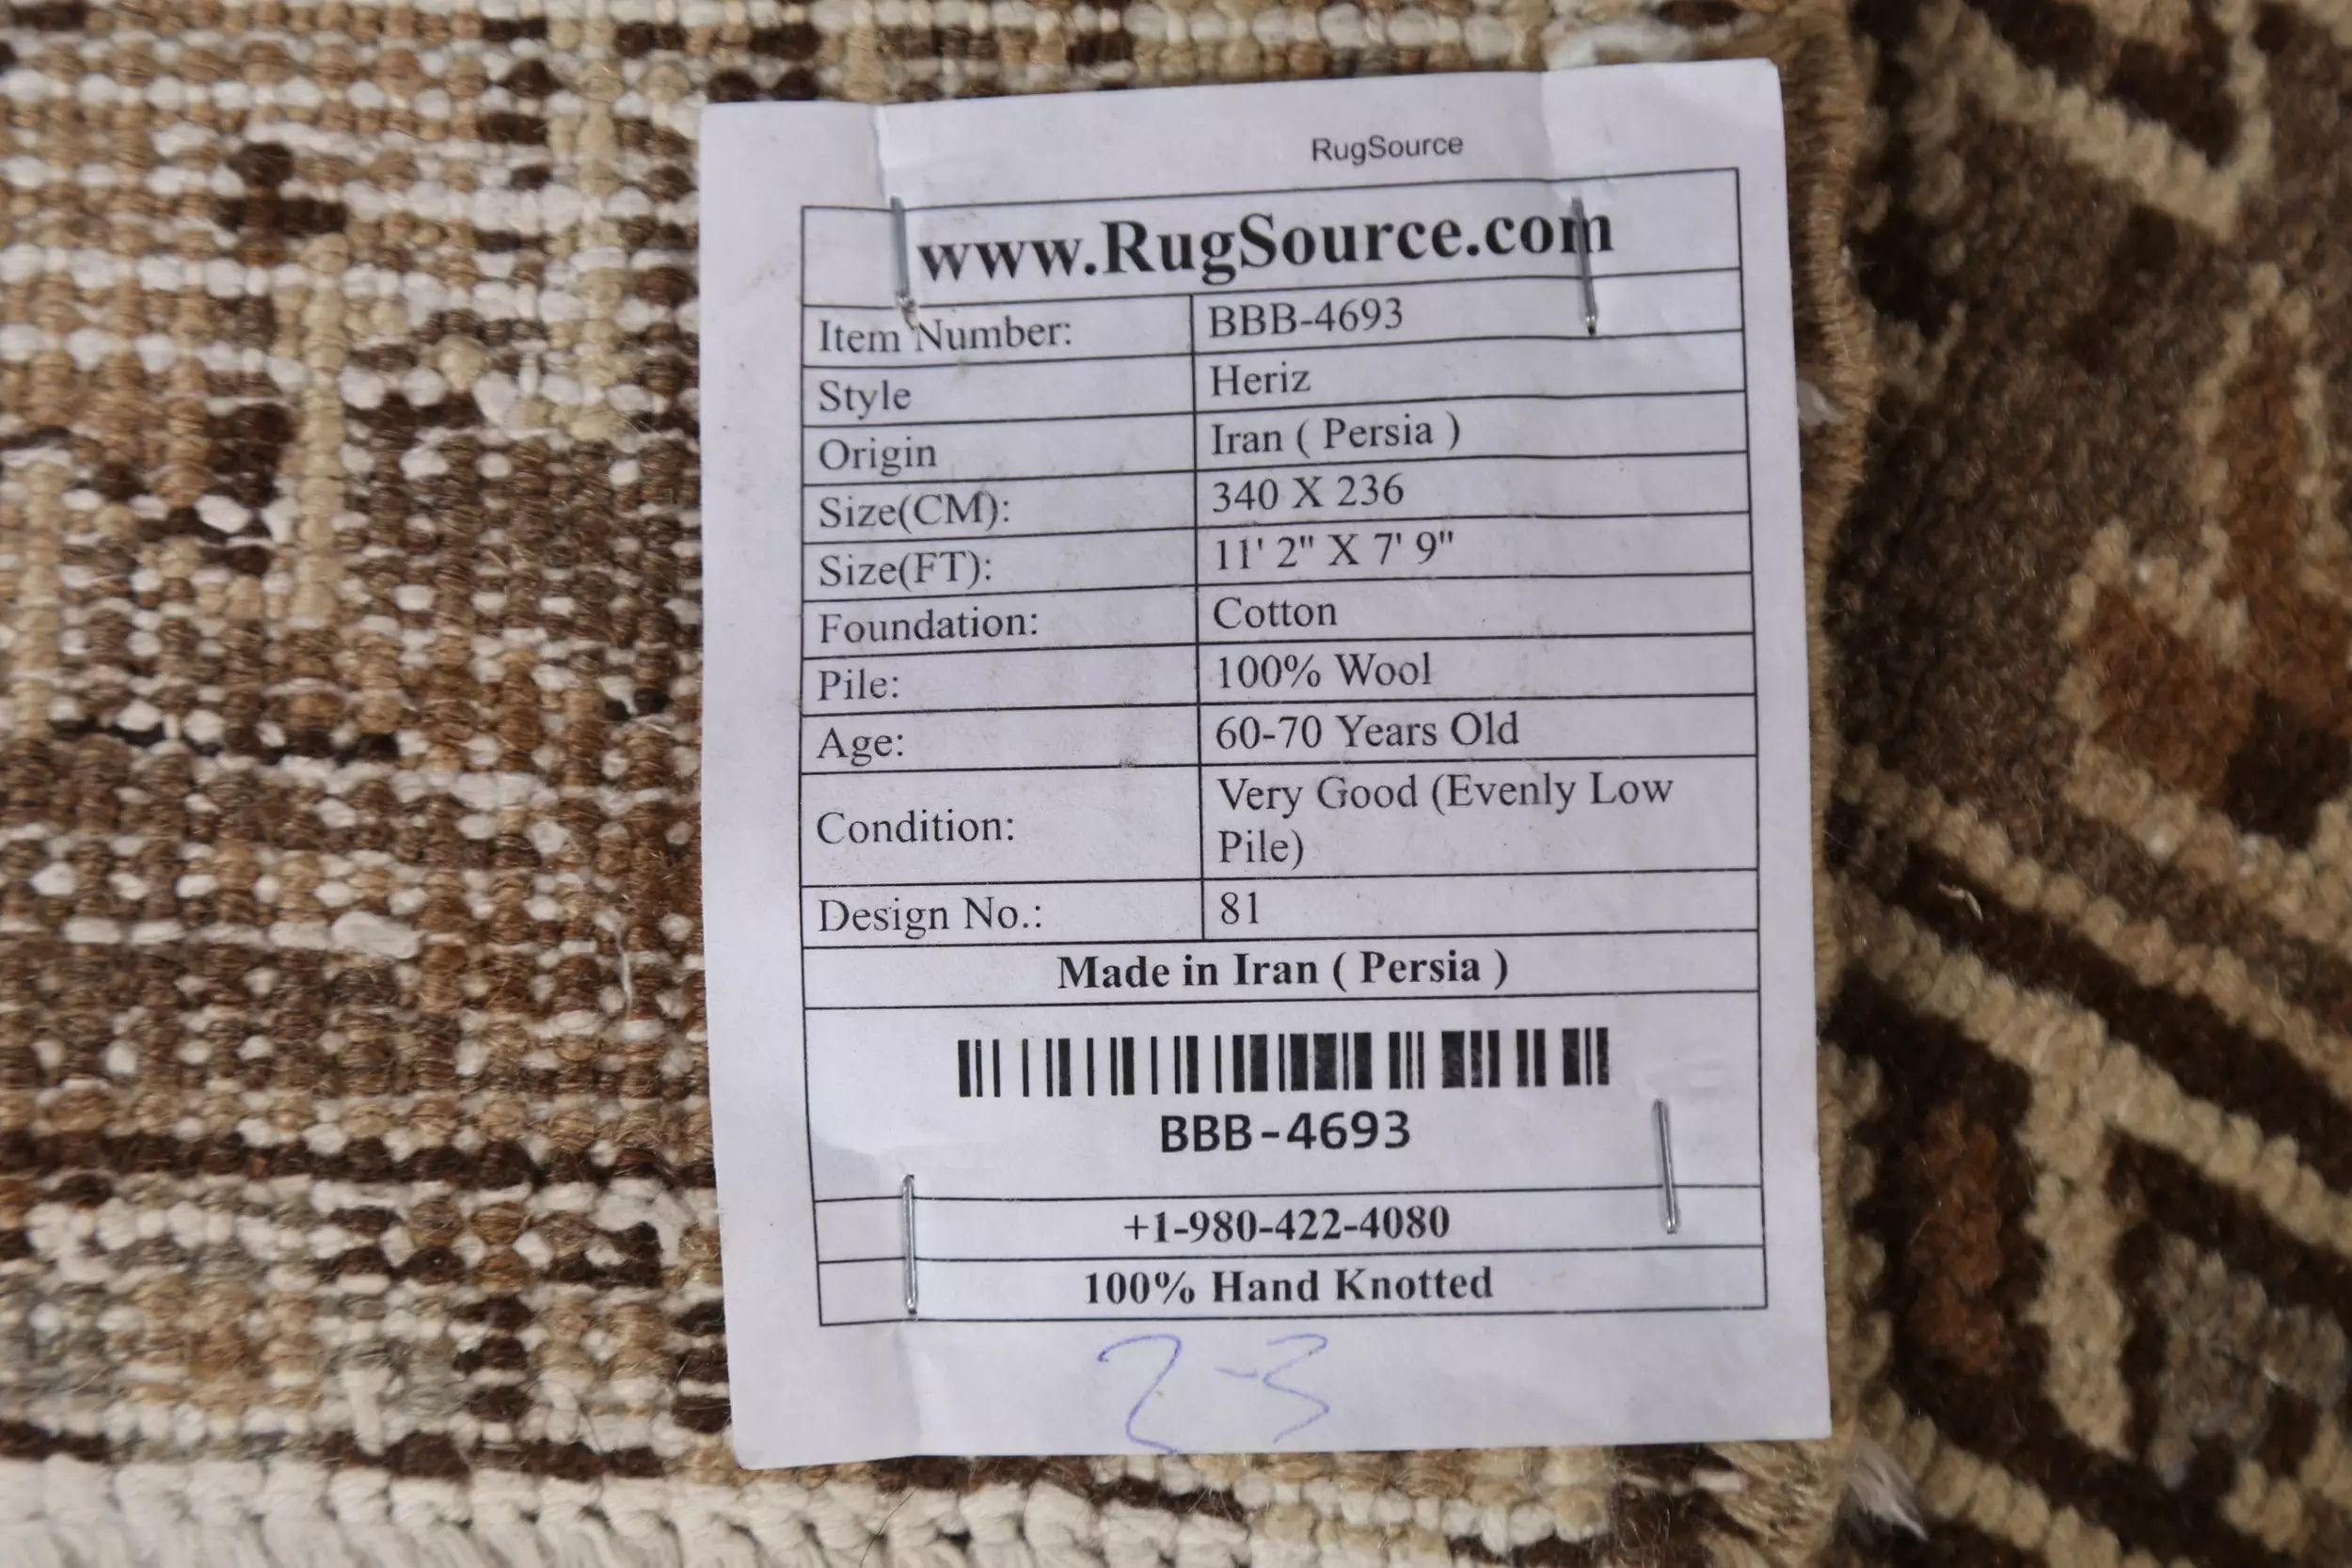 RugSource
www.RugSource.com
Item Number: BBB-4693
Style Heriz
Origin Iran ( Persia )
Size(CM): 340 X 236
Size(FT): 11' 2" X 7' 9"
Foundation: Cotton
Pile: 100% Wool
Age: 60-70 Years Old
Condition: Very Good (Evenly Low
Pile)
Design No.: 81
Made in Iran ( Persia )
BBB-4693
+1-980-422-4080
100% Hand Knotted
2-3